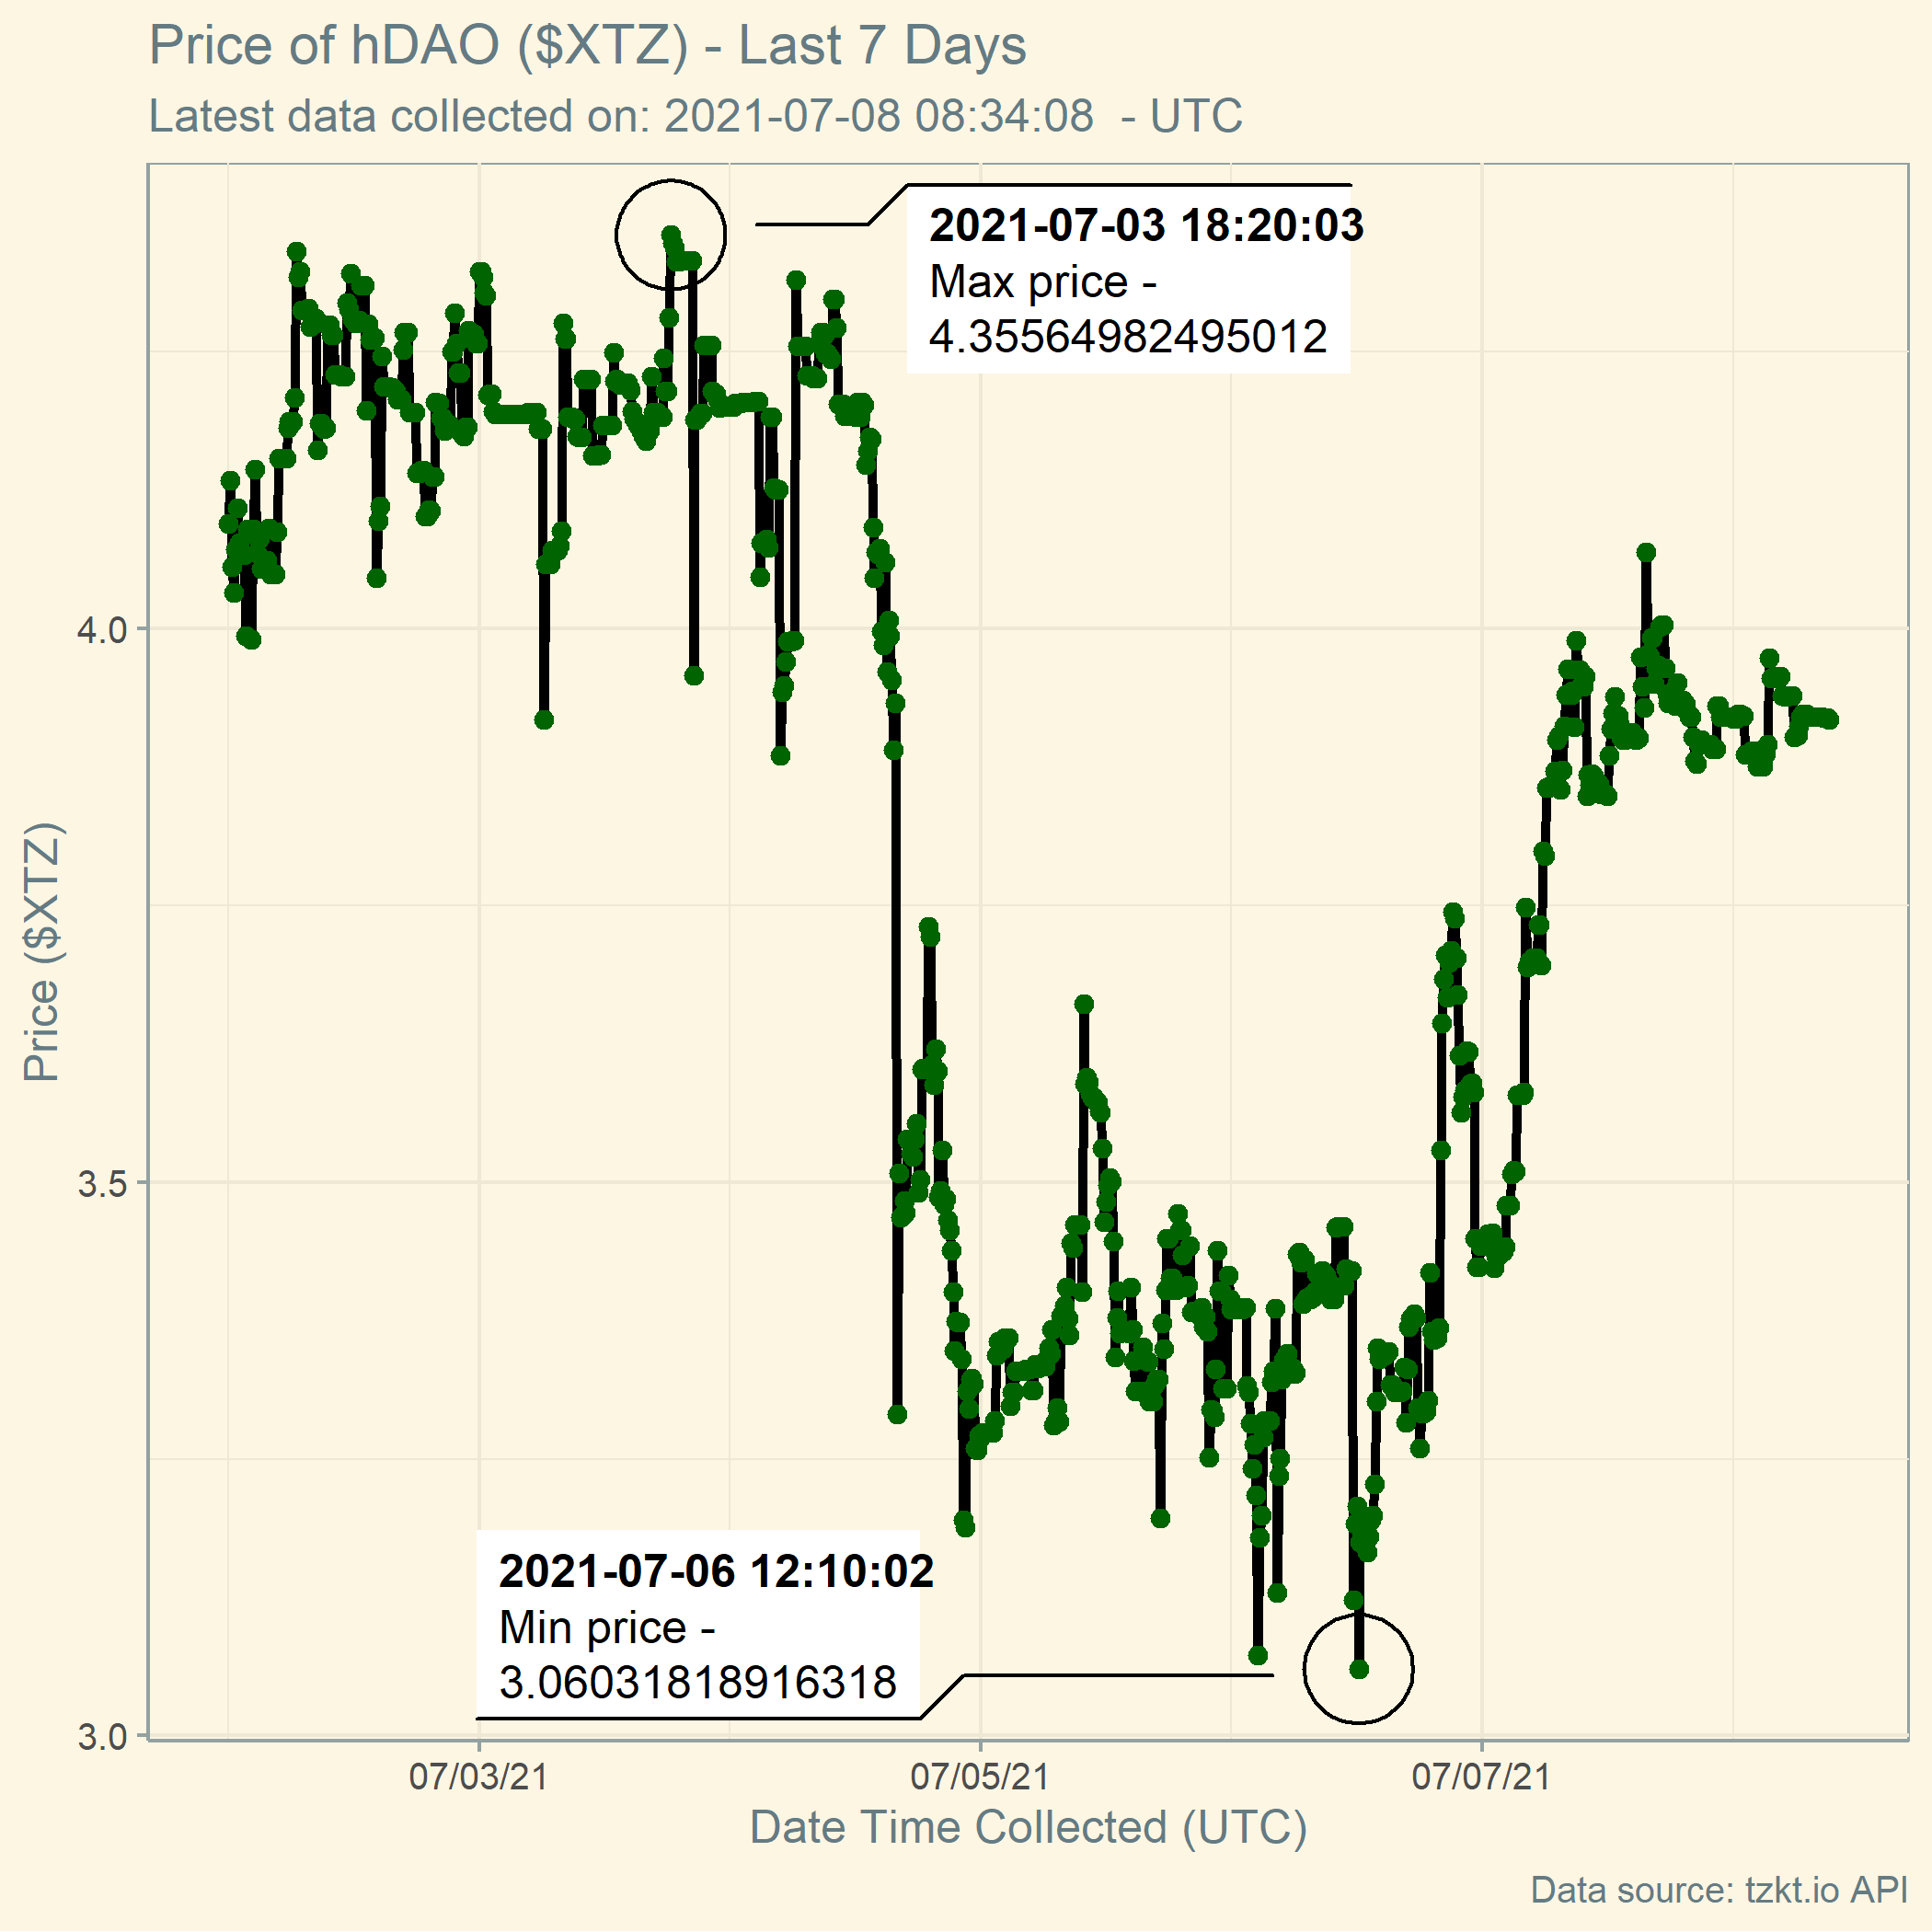 Price of hDAO ($XTZ) - Last 7 Days
Latest data collected on: 2021-07-08 08:34:08  - UTC
2021-07-03 18:20:03
Max price -
4.35564982495012
4.0
3.5
3.0
Price ($XTZ)
2021-07-06 12:10:02
Min price -
3.06031818916318
07/03/21
07/05/21
07/07/21
Date Time Collected (UTC)
Data source: tzkt.io API